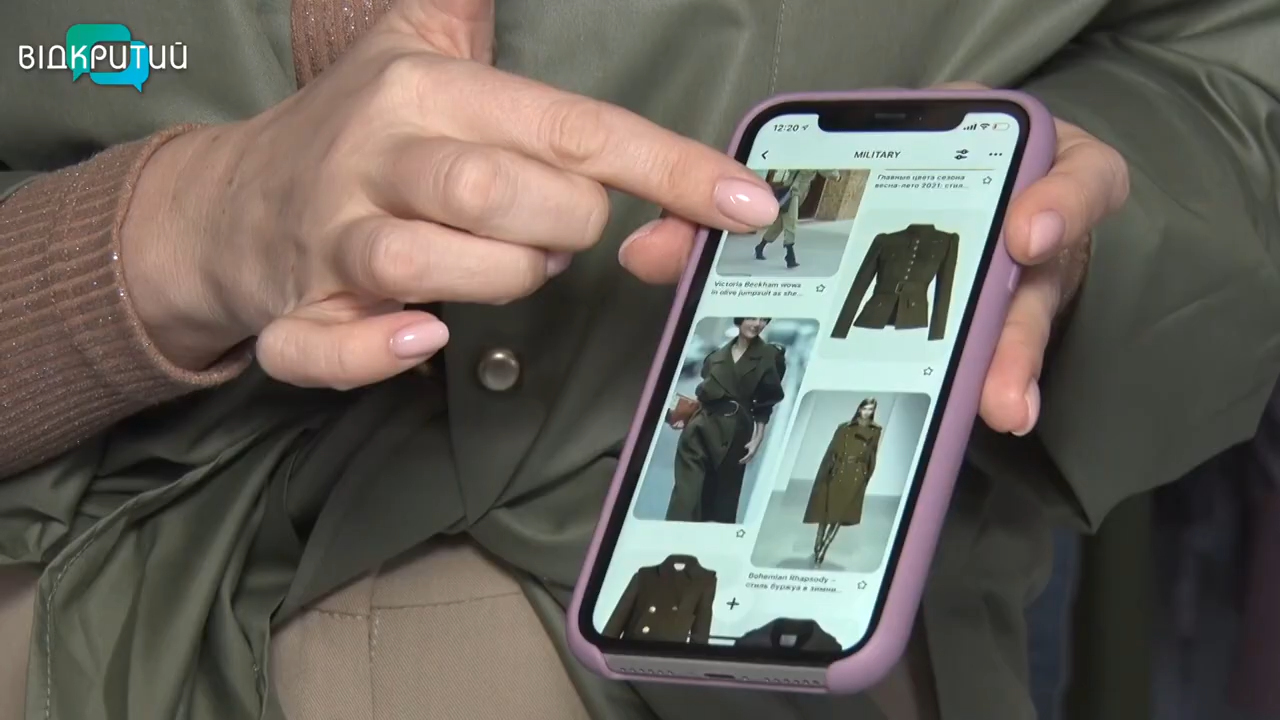 ВІДКРИТИЙ
12:20
MILITARY
Главные цвета сезона
весна-лето 2021: стил...
Victoria Beckham wows
in olive jumpsuit as she...
Bohemian Rhapsody –
стиль буржуа в зимни...